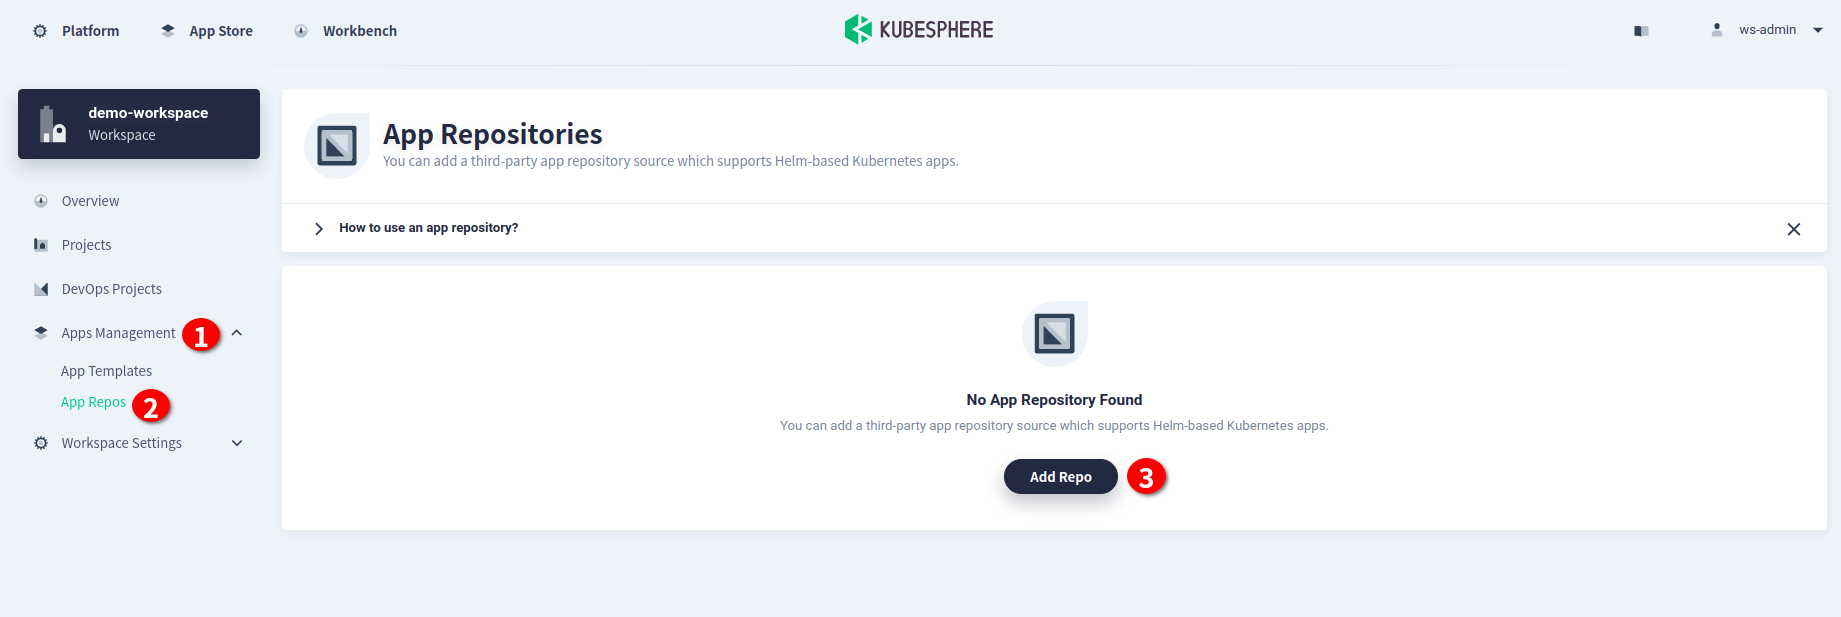 Platform
App Store
Workbench
KUBESPHERE
ws-admin
demo-workspace
Workspace
Overview
Projects
DevOps Projects
Apps Management 1
App Templates
App Repos 2
Workspace Settings
App Repositories
You can add a third-party app repository source which supports Helm-based Kubernetes apps.
How to use an app repository?
No App Repository Found
You can add a third-party app repository source which supports Helm-based Kubernetes apps.
Add Repo 3